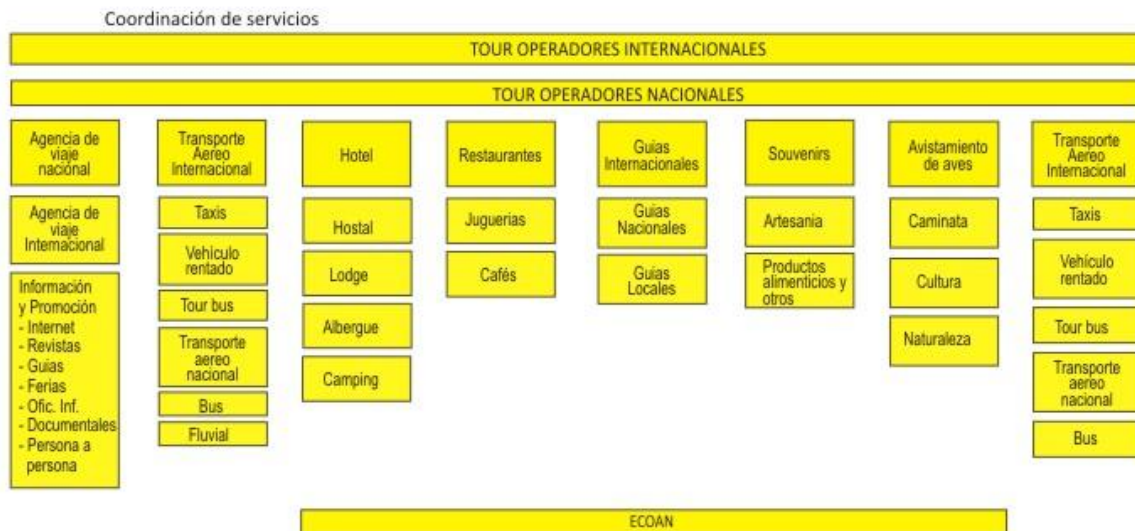 Coordinación de servicios
TOUR OPERADORES INTERNACIONALES
TOUR OPERADORES NACIONALES
Agencia de
viaje
nacional
Agencia de
viaje
Internacional
Información
y Promoción
- Internet
- Revistas
- Guias
- Ferias
- Ofic. Inf.
- Documentales
- Persona a
persona
Transporte
Aereo
Internacional
Taxis
Vehículo
rentado
Tour bus
Transporte
aereo
nacional
Bus
Fluvial
Hotel
Hostal
Lodge
Albergue
Camping
Restaurantes
Juguerias
Cafés
Guias
Internacionales
Guias
Nacionales
Guias
Locales
Souvenirs
Artesania
Productos
alimenticios y
otros
Avistamiento
de aves
Caminata
Cultura
Naturaleza
Transporte
Aereo
Internacional
Taxis
Vehículo
rentado
Tour bus
Transporte
aereo
nacional
Bus
ECOAN